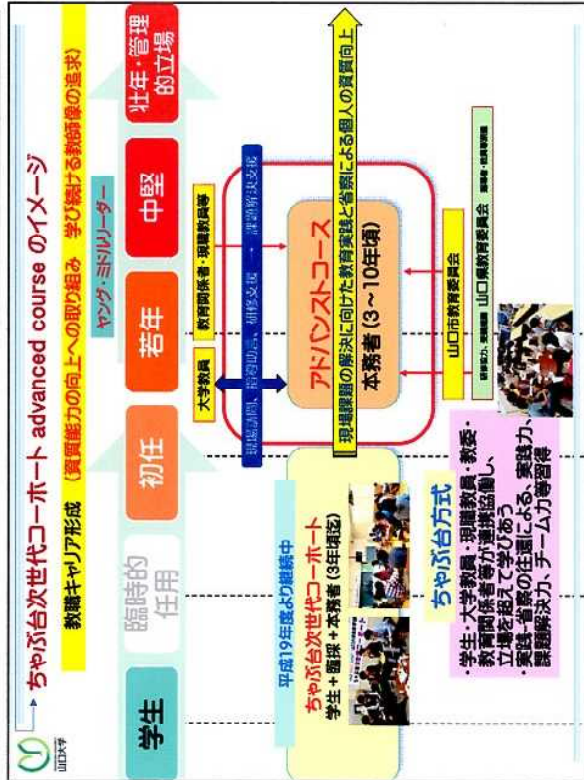 山口大学
ちゃぶ台次世代コーホート advanced course のイメージ
教職キャリア形成 (資質能力の向上への取り組み 学び続ける教師像の追求)
ヤング・ミドルリーダー
学生
臨時的
任用
初任
若年
中堅
壮年・管理
的立場
平成19年度より継続中
ちゃぶ台次世代コーホート
学生+臨採+本務者(3年頃迄)
大学教員
教育関係者・現職教員等
現場訪問、指導助言、研修支援 → 課題解決支援
アドバンストコース
現場課題の解決に向けた教育実践と省察による個人の資質向上
本務者(3~10年頃)
山口市教育委員会
山口県教育委員会
ちゃぶ台方式
・学生・大学教員・現職教員・教委・
教育関係者等が連携協働し、
立場を超えて学びあう
・実践・省察の往還による、実践力、
課題解決力、チーム力等習得